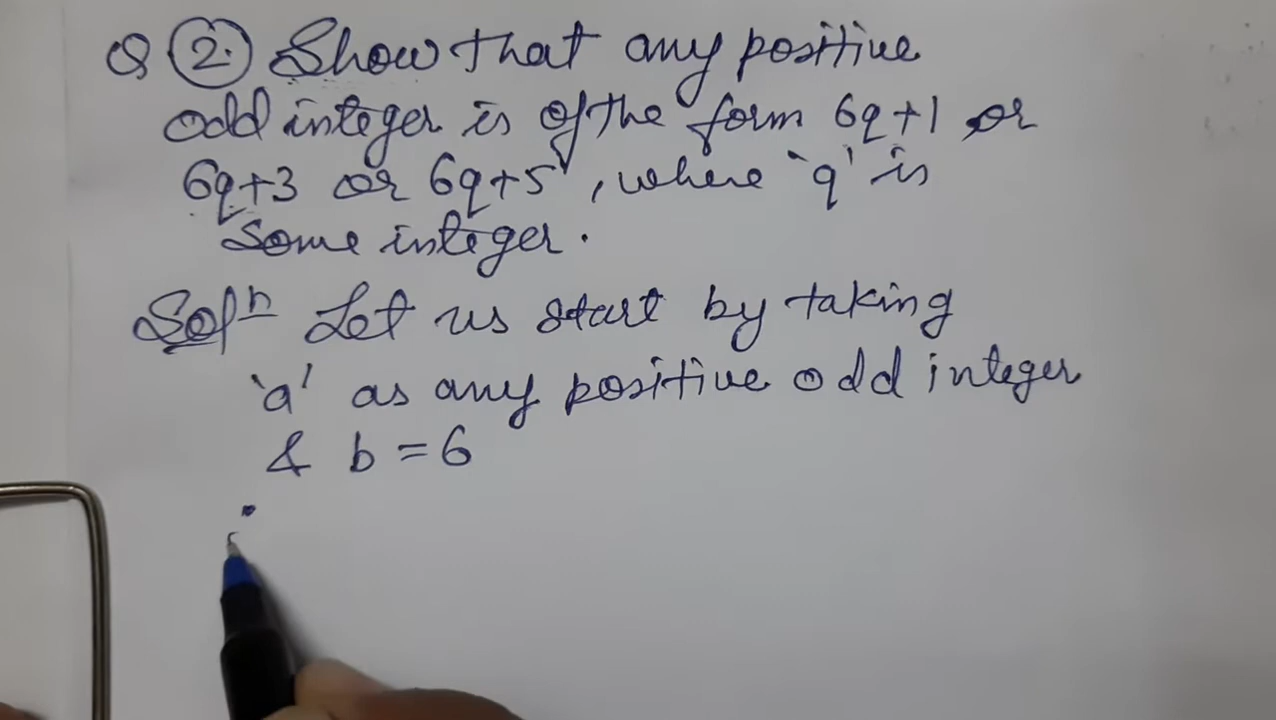 Q 2. Show that any positive
odd integer is of the form 6q+1 or
6q+3 or 6q+5, where 'q' is
some integer.
Solⁿ Let us start by taking
'a' as any positive odd integer
& b = 6